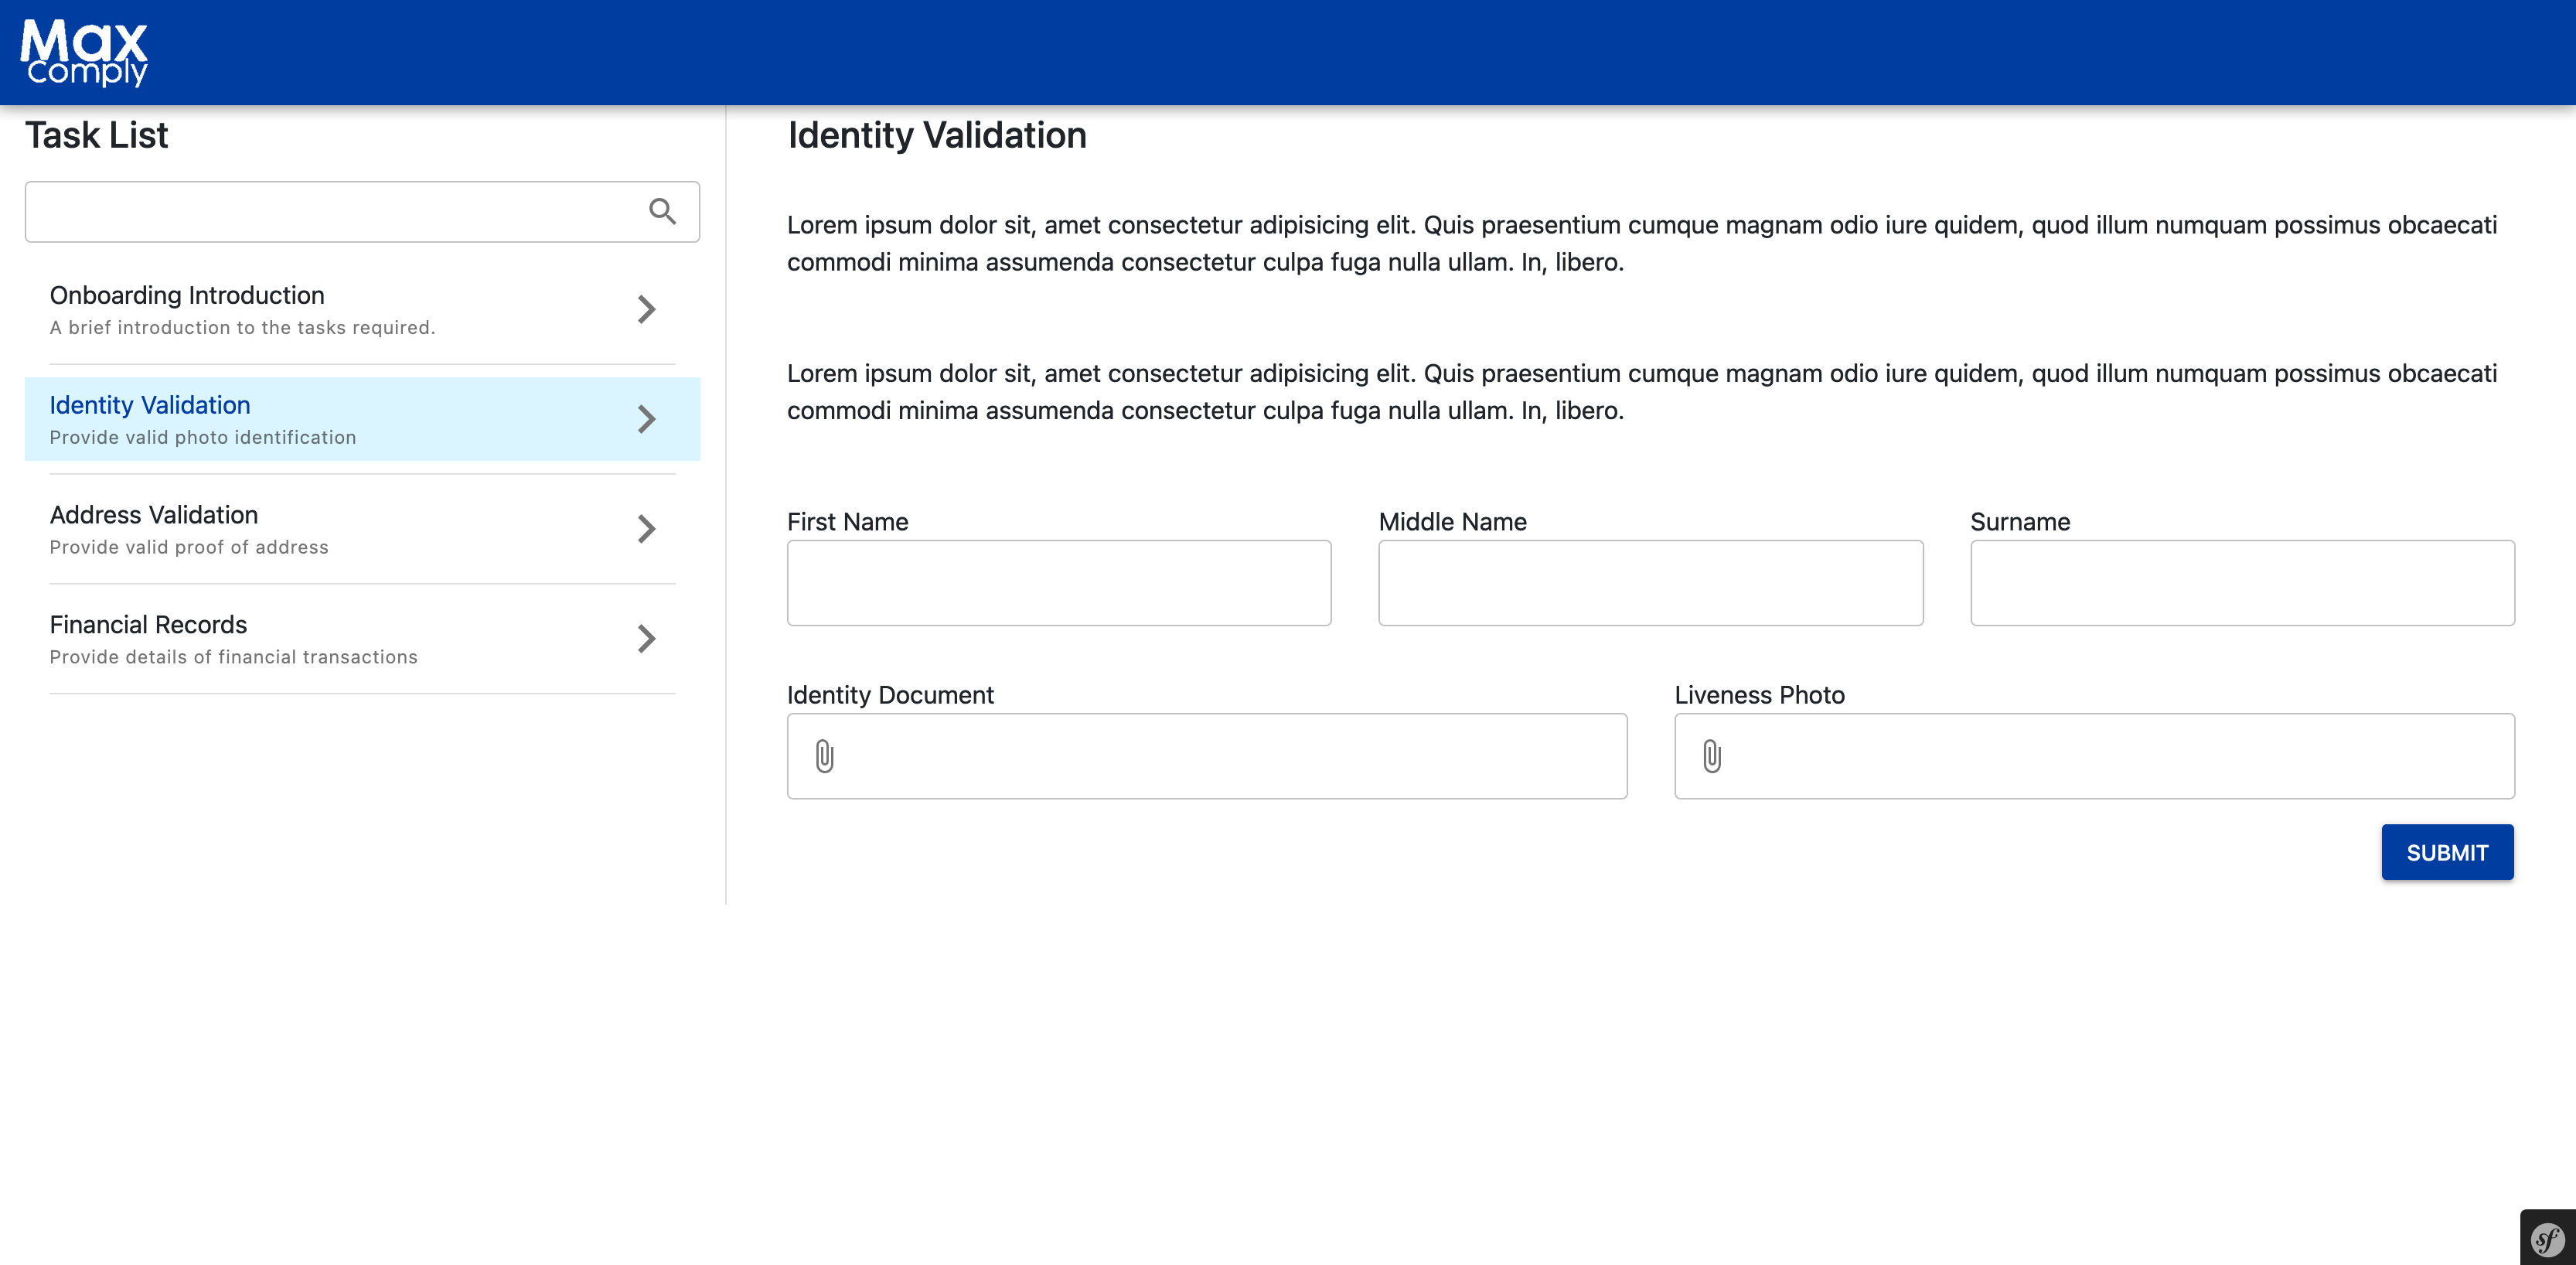 Max
comply
Task List
Onboarding Introduction
A brief introduction to the tasks required.
Identity Validation
Provide valid photo identification
Address Validation
Provide valid proof of address
Financial Records
Provide details of financial transactions
Identity Validation
Lorem ipsum dolor sit, amet consectetur adipisicing elit. Quis praesentium cumque magnam odio iure quidem, quod illum numquam possimus obcaecati
commodi minima assumenda consectetur culpa fuga nulla ullam. In, libero.
Lorem ipsum dolor sit, amet consectetur adipisicing elit. Quis praesentium cumque magnam odio iure quidem, quod illum numquam possimus obcaecati
commodi minima assumenda consectetur culpa fuga nulla ullam. In, libero.
First Name
Middle Name
Surname
Identity Document
Liveness Photo
SUBMIT
sf